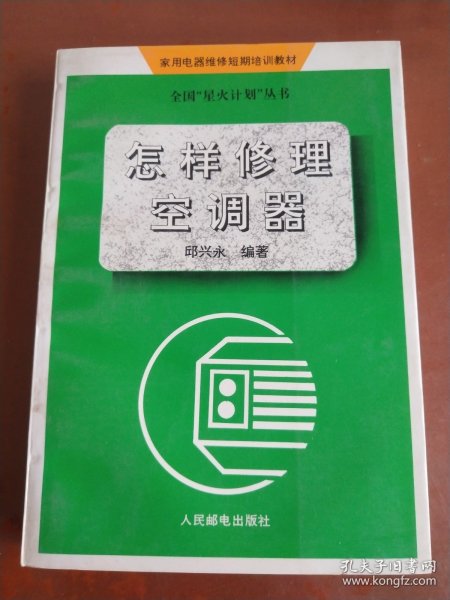 家用电器维修短期培训教材
全国“星火计划”丛书
怎样修理
空调器
邱兴永 编著
人民邮电出版社
孔夫子旧书网
www.kongfz.com